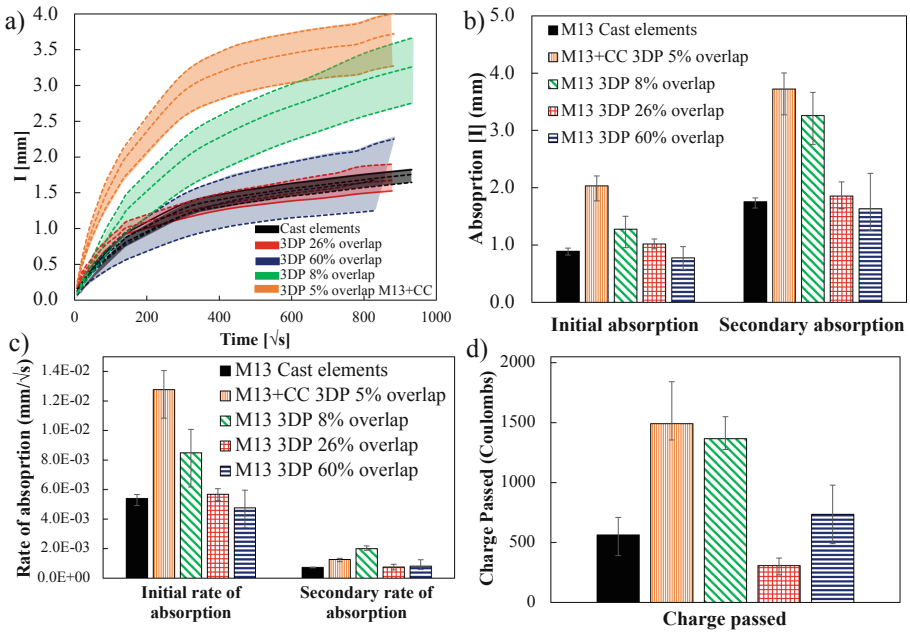 a)
I [mm]
4.0
3.5
3.0
2.5
2.0
1.5
1.0
0.5
0.0
0
200
400
600
800
1000
Time [√s]
Cast elements
3DP 26% overlap
3DP 60% overlap
3DP 8% overlap
3DP 5% overlap M13+CC
b)
Absoprtion [I] (mm)
5.0
4.0
3.0
2.0
1.0
0.0
M13 Cast elements
M13+CC 3DP 5% overlap
M13 3DP 8% overlap
M13 3DP 26% overlap
M13 3DP 60% overlap
Initial absorption
Secondary absorption
c)
Rate of absoprtion (mm/√s)
1.4E-02
1.2E-02
1.0E-02
8.0E-03
6.0E-03
4.0E-03
2.0E-03
0.0E+00
M13 Cast elements
M13+CC 3DP 5% overlap
M13 3DP 8% overlap
M13 3DP 26% overlap
M13 3DP 60% overlap
Initial rate of
absorption
Secondary rate of
absorption
d)
Charge Passed (Coulombs)
2000
1500
1000
500
0
Charge passed